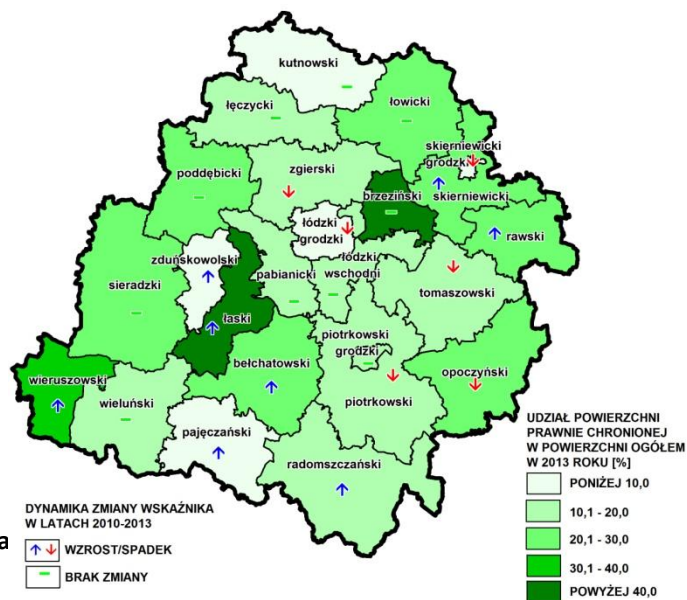 kutnowski
łęczycki
łowicki
skierniewicki
grodzki
zgierski
poddębicki
brzeziński
skierniewicki
łódzki
grodzki
rawski
zduńskowolski
łódzki
wschodni
pabianicki
sieradzki
tomaszowski
łaski
piotrkowski
grodzki
bełchatowski
opoczyński
wieruszowski
wieluński
piotrkowski
pajęczański
radomszczański
UDZIAŁ POWIERZCHNI
PRAWNIE CHRONIONEJ
W POWIERZCHNI OGÓŁEM
W 2013 ROKU [%]
PONIŻEJ 10,0
10,1 - 20,0
20,1 - 30,0
30,1 - 40,0
POWYŻEJ 40,0
DYNAMIKA ZMIANY WSKAŹNIKA
W LATACH 2010-2013
a
WZROST/SPADEK
BRAK ZMIANY